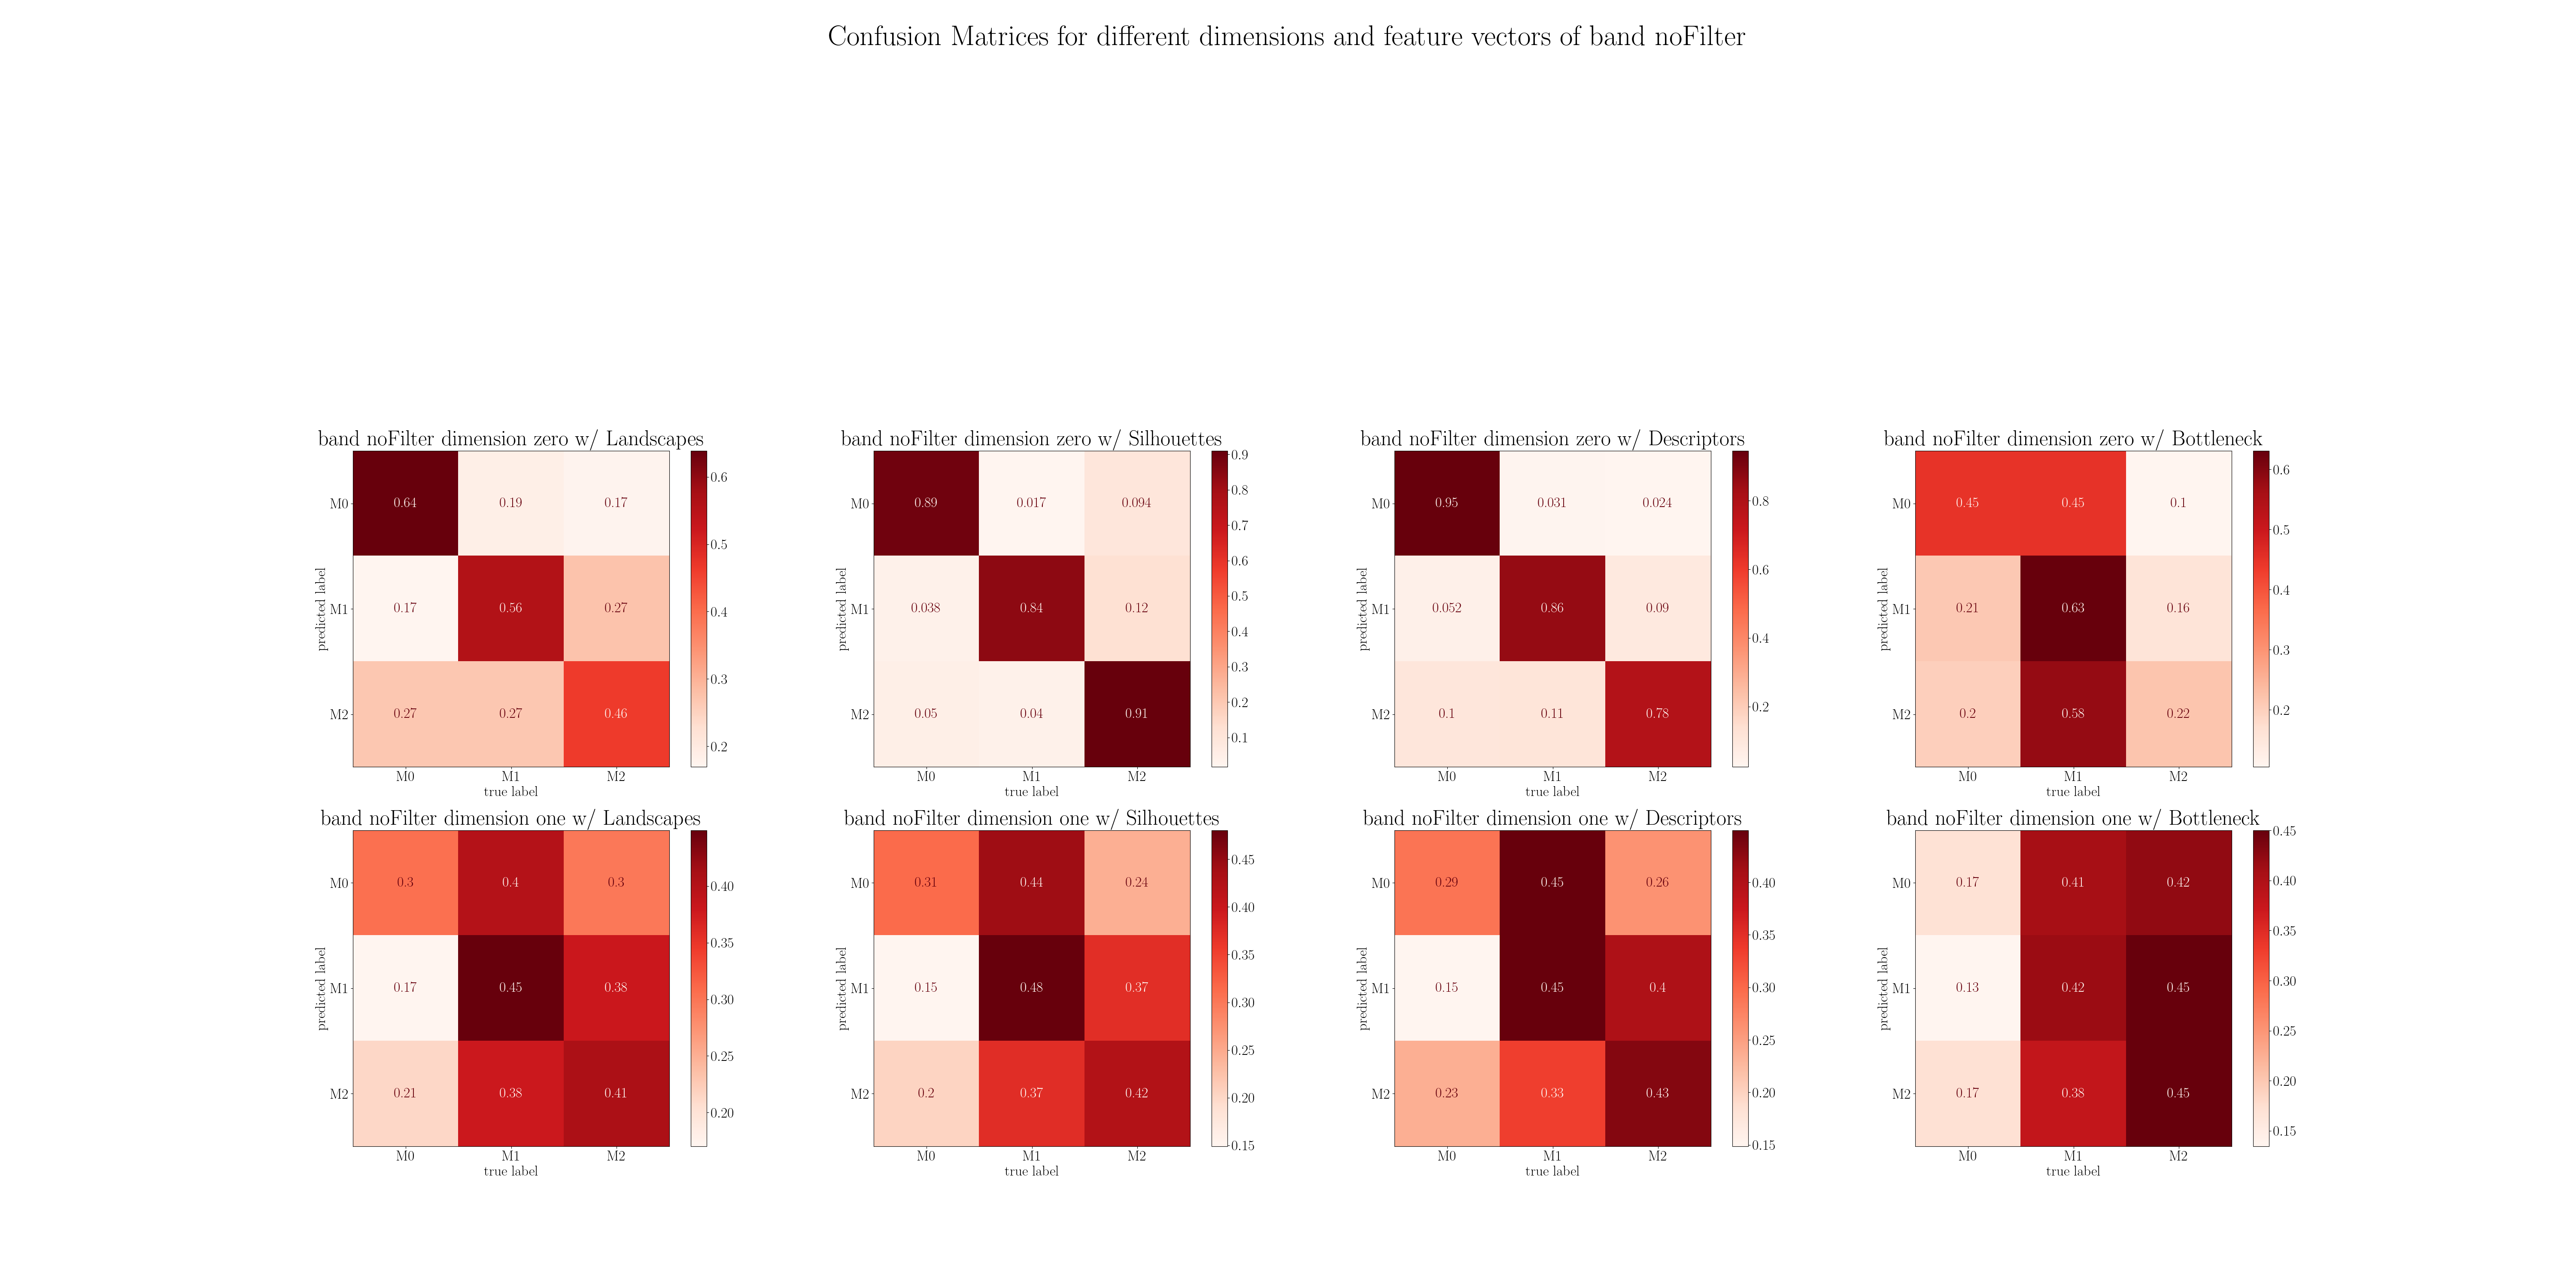 Confusion Matrices for different dimensions and feature vectors of band noFilter
band noFilter dimension zero w/ Landscapes
predicted label
M0 0.64 0.19 0.17
M1 0.17 0.56 0.27
M2 0.27 0.27 0.46
M0 M1 M2
true label
0.6
0.5
0.4
0.3
0.2
band noFilter dimension zero w/ Silhouettes
predicted label
M0 0.89 0.017 0.094
M1 0.038 0.84 0.12
M2 0.05 0.04 0.91
M0 M1 M2
true label
0.9
0.8
0.7
0.6
0.5
0.4
0.3
0.2
0.1
band noFilter dimension zero w/ Descriptors
predicted label
M0 0.95 0.031 0.024
M1 0.052 0.86 0.09
M2 0.1 0.11 0.78
M0 M1 M2
true label
0.8
0.6
0.4
0.2
band noFilter dimension zero w/ Bottleneck
predicted label
M0 0.45 0.45 0.1
M1 0.21 0.63 0.16
M2 0.2 0.58 0.22
M0 M1 M2
true label
0.6
0.5
0.4
0.3
0.2
band noFilter dimension one w/ Landscapes
predicted label
M0 0.3 0.4 0.3
M1 0.17 0.45 0.38
M2 0.21 0.38 0.41
M0 M1 M2
true label
0.40
0.35
0.30
0.25
0.20
band noFilter dimension one w/ Silhouettes
predicted label
M0 0.31 0.44 0.24
M1 0.15 0.48 0.37
M2 0.2 0.37 0.42
M0 M1 M2
true label
0.45
0.40
0.35
0.30
0.25
0.20
0.15
band noFilter dimension one w/ Descriptors
predicted label
M0 0.29 0.45 0.26
M1 0.15 0.45 0.4
M2 0.23 0.33 0.43
M0 M1 M2
true label
0.40
0.35
0.30
0.25
0.20
0.15
band noFilter dimension one w/ Bottleneck
predicted label
M0 0.17 0.41 0.42
M1 0.13 0.42 0.45
M2 0.17 0.38 0.45
M0 M1 M2
true label
0.45
0.40
0.35
0.30
0.25
0.20
0.15